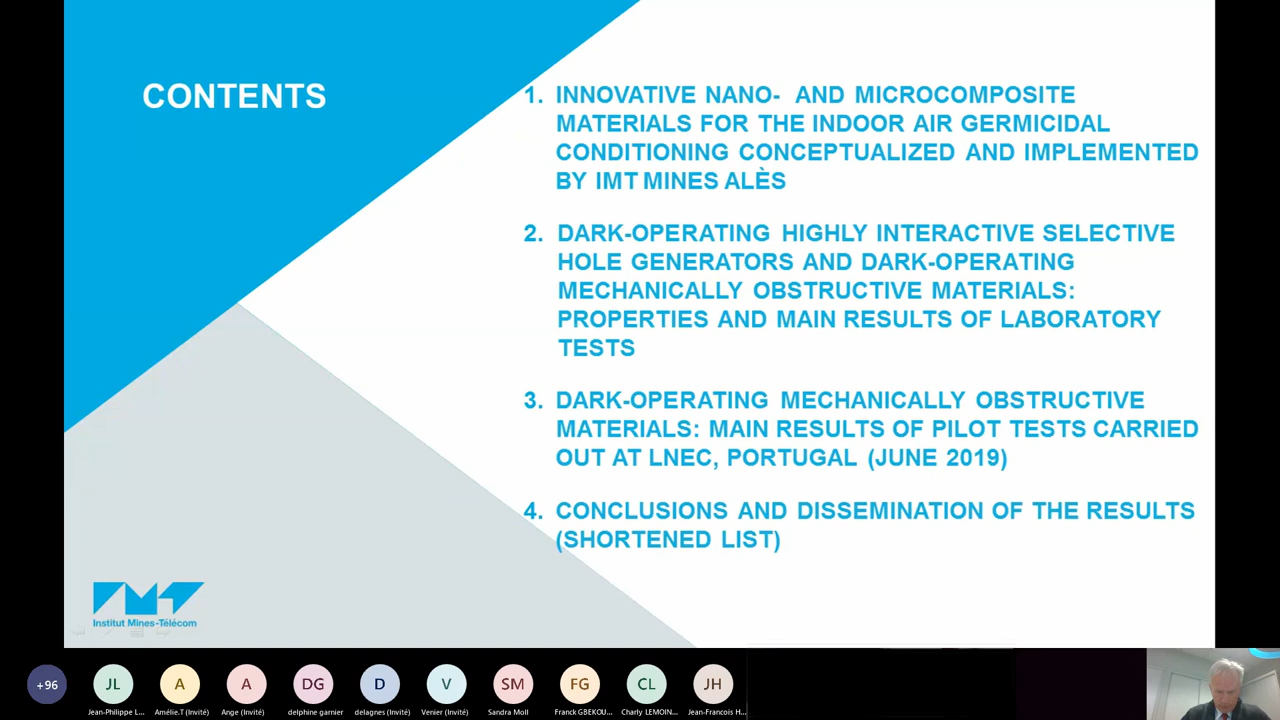 CONTENTS
1. INNOVATIVE NANO- AND MICROCOMPOSITE
MATERIALS FOR THE INDOOR AIR GERMICIDAL
CONDITIONING CONCEPTUALIZED AND IMPLEMENTED
BY IMT MINES ALÈS
2. DARK-OPERATING HIGHLY INTERACTIVE SELECTIVE
HOLE GENERATORS AND DARK-OPERATING
MECHANICALLY OBSTRUCTIVE MATERIALS:
PROPERTIES AND MAIN RESULTS OF LABORATORY
TESTS
3. DARK-OPERATING MECHANICALLY OBSTRUCTIVE
MATERIALS: MAIN RESULTS OF PILOT TESTS CARRIED
OUT AT LNEC, PORTUGAL (JUNE 2019)
4. CONCLUSIONS AND DISSEMINATION OF THE RESULTS
(SHORTENED LIST)
IMT
Institut Mines-Télécom
+96 JL A A DG D V SM FG CL JH
Jean-Philippe L... Amélie.T (Invité) Ange (Invité) delphine garnier delagnes (Invité) Venier (Invité) Sandra Moll Franck GBEKOU... Charly LEMOIN... Jean-Francois H...